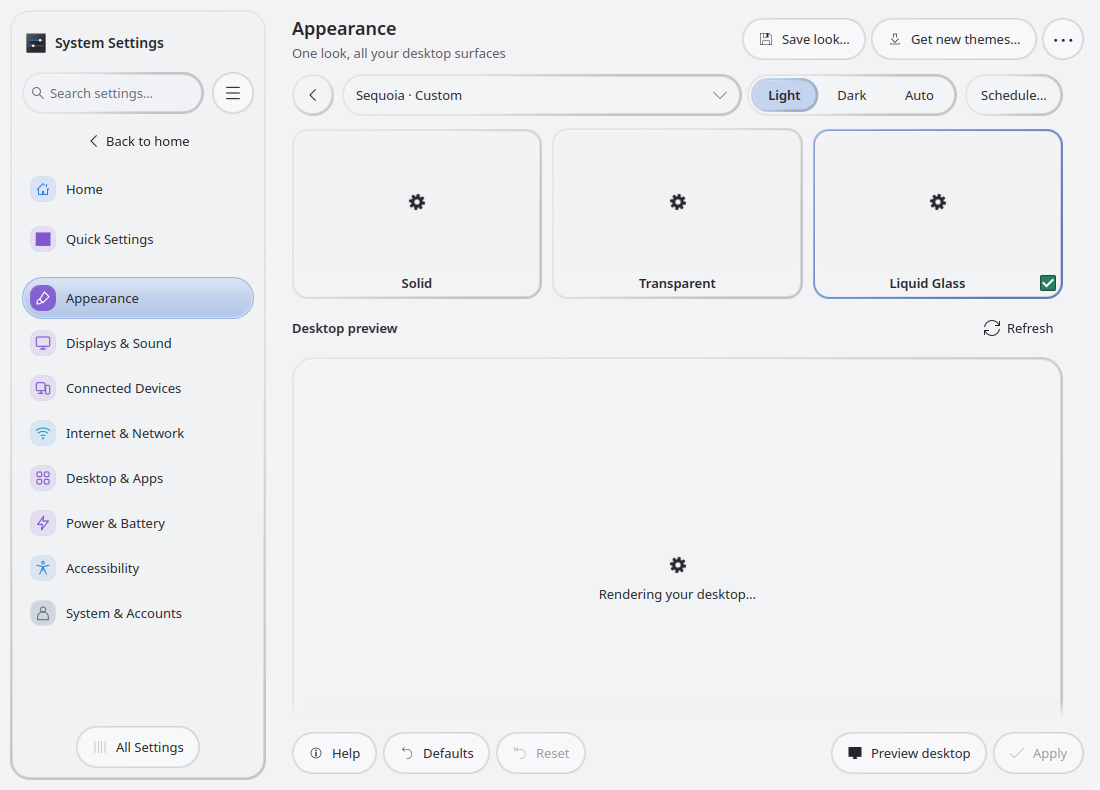 System Settings
Search settings...
Back to home
Home
Quick Settings
Appearance
Displays & Sound
Connected Devices
Internet & Network
Desktop & Apps
Power & Battery
Accessibility
System & Accounts
All Settings
Appearance
One look, all your desktop surfaces
Save look...
Get new themes...
Sequoia · Custom
Light
Dark
Auto
Schedule...
Solid
Transparent
Liquid Glass
Desktop preview
Refresh
Rendering your desktop...
Help
Defaults
Reset
Preview desktop
Apply